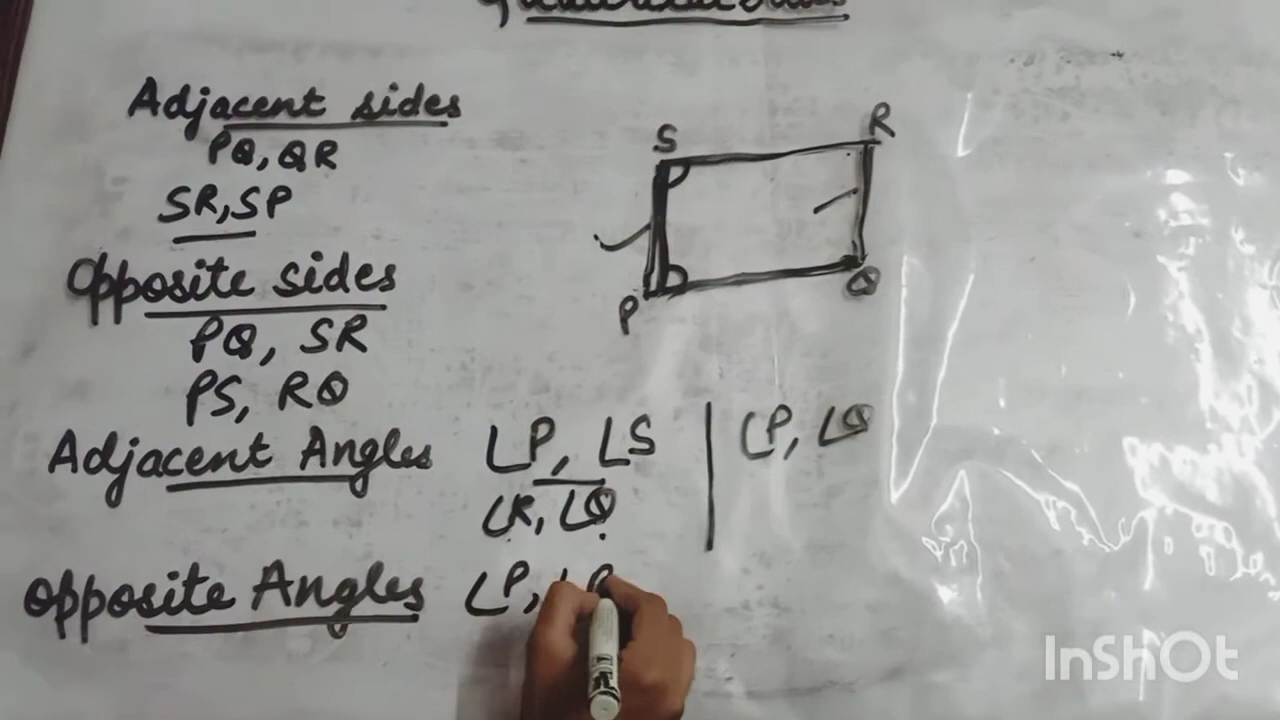 Adjacent sides
PQ, QR
SR, SP
Opposite sides
PQ, SR
PS, RQ
S
R
P
Q
Adjacent Angles ∠P, ∠S | ∠P, ∠Q
∠R, ∠Q
Opposite Angles ∠P,
InShOt